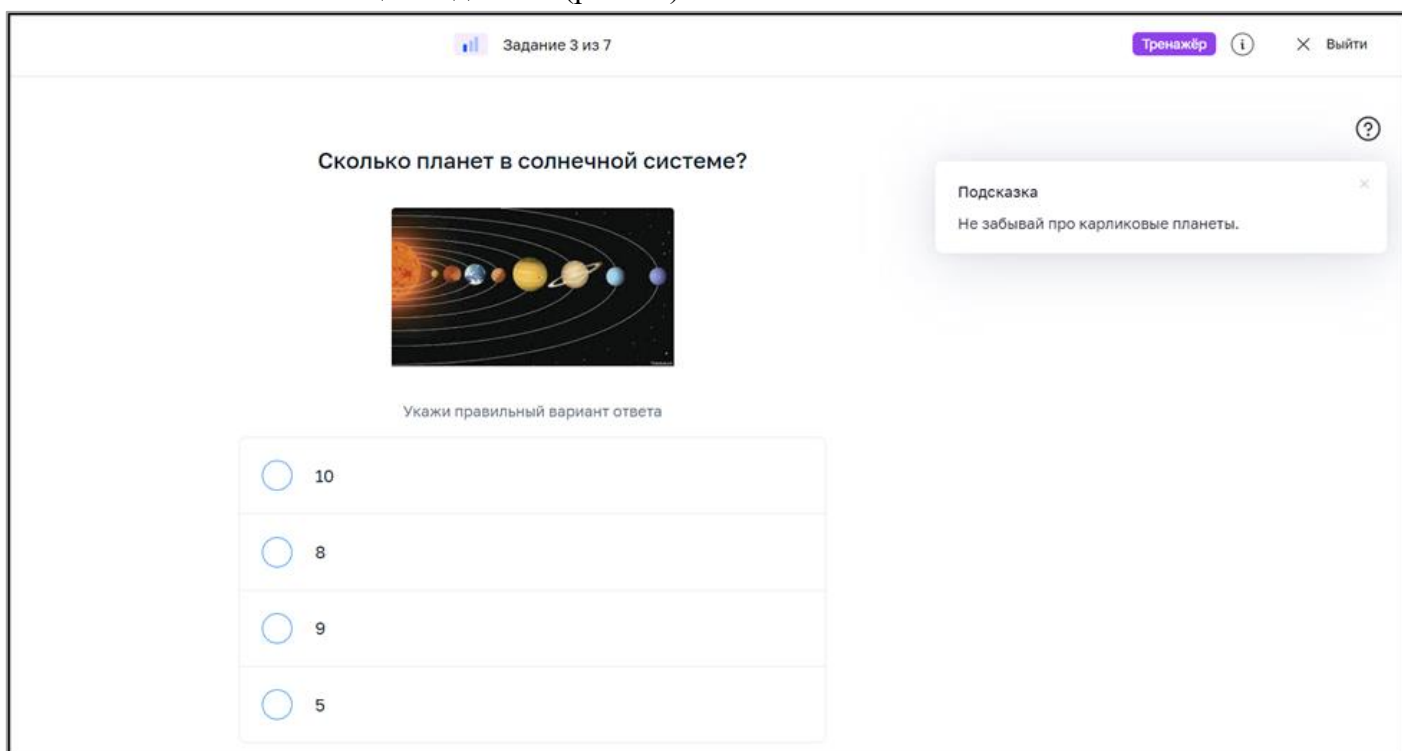 Задание 3 из 7
Тренажёр
i
Выйти
?
Сколько планет в солнечной системе?
Подсказка
Не забывай про карликовые планеты.
Укажи правильный вариант ответа
10
8
9
5